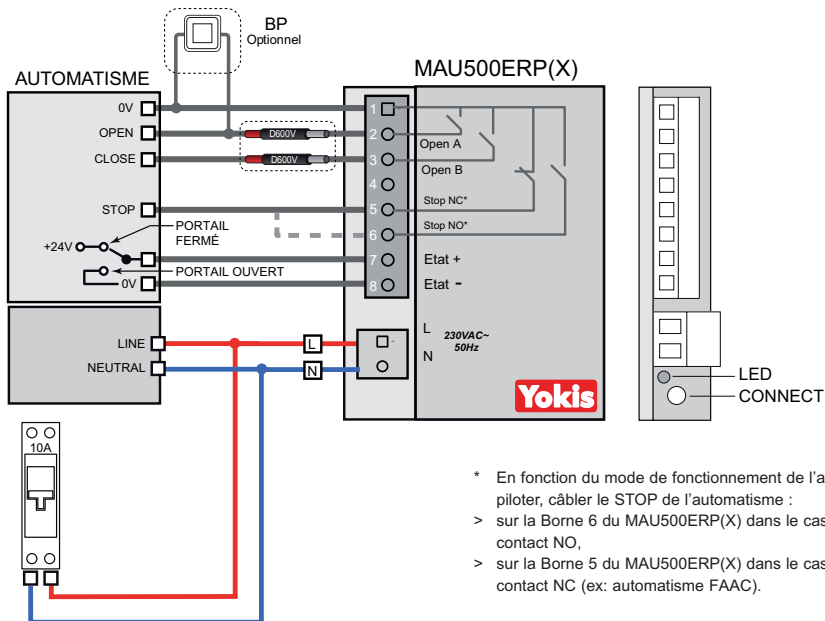 BP
Optionnel
AUTOMATISME
MAU500ERP(X)
0V
OPEN
CLOSE
STOP
+24V
PORTAIL
FERMÉ
PORTAIL OUVERT
0V
D600V
D600V
1
2
3
4
5
6
7
8
Open A
Open B
Stop NC*
Stop NO*
Etat +
Etat -
LINE
NEUTRAL
L
N
L
N
230VAC~
50Hz
Yokis
LED
CONNECT
10A
* En fonction du mode de fonctionnement de l'a
piloter, câbler le STOP de l'automatisme :
> sur la Borne 6 du MAU500ERP(X) dans le cas
contact NO,
> sur la Borne 5 du MAU500ERP(X) dans le cas
contact NC (ex: automatisme FAAC).